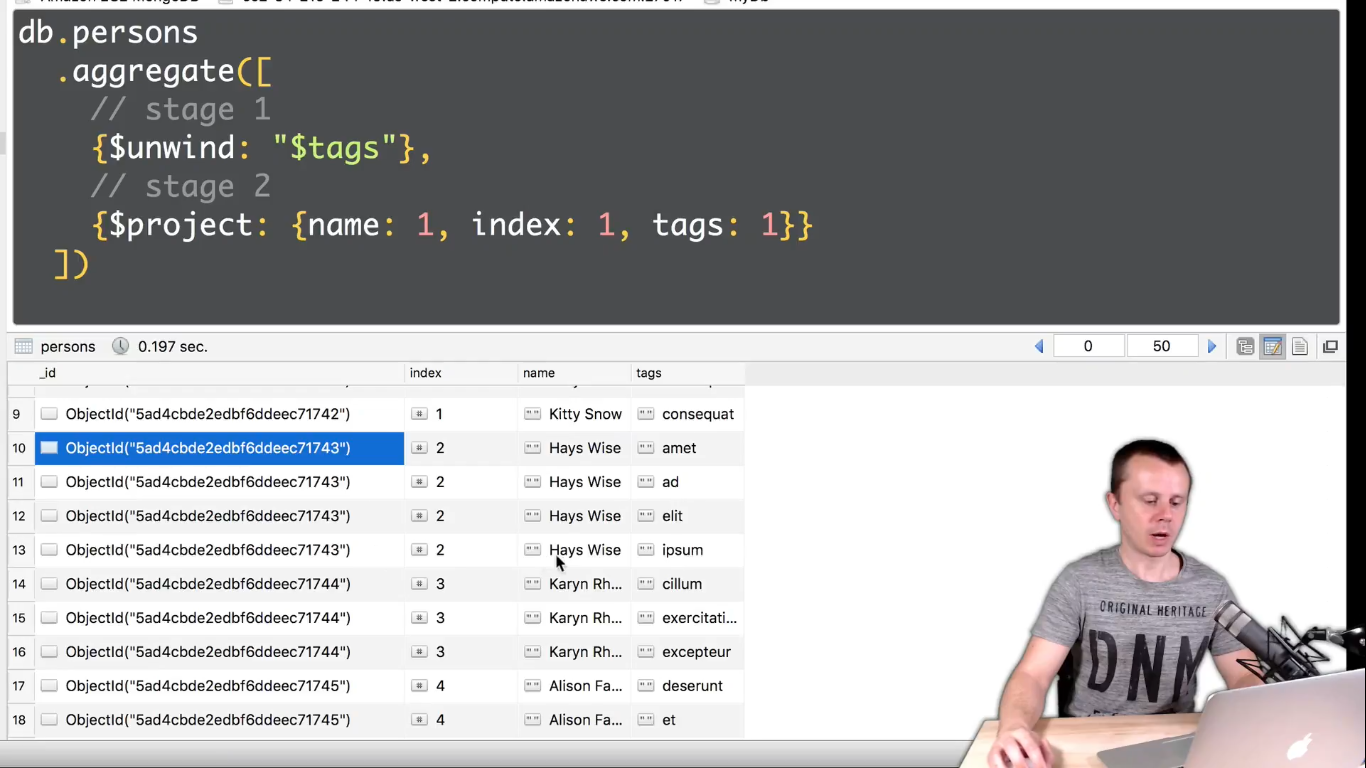 db.persons
.aggregate([
// stage 1
{$unwind: "$tags"},
// stage 2
{$project: {name: 1, index: 1, tags: 1}}
])
persons 0.197 sec. 0 50
_id index name tags
9 ObjectId("5ad4cbde2edbf6ddeec71742") # 1 "" Kitty Snow "" consequat
10 ObjectId("5ad4cbde2edbf6ddeec71743") # 2 "" Hays Wise "" amet
11 ObjectId("5ad4cbde2edbf6ddeec71743") # 2 "" Hays Wise "" ad
12 ObjectId("5ad4cbde2edbf6ddeec71743") # 2 "" Hays Wise "" elit
13 ObjectId("5ad4cbde2edbf6ddeec71743") # 2 "" Hays Wise "" ipsum
14 ObjectId("5ad4cbde2edbf6ddeec71744") # 3 "" Karyn Rh... "" cillum
15 ObjectId("5ad4cbde2edbf6ddeec71744") # 3 "" Karyn Rh... "" exercitati...
16 ObjectId("5ad4cbde2edbf6ddeec71744") # 3 "" Karyn Rh... "" excepteur
17 ObjectId("5ad4cbde2edbf6ddeec71745") # 4 "" Alison Fa... "" deserunt
18 ObjectId("5ad4cbde2edbf6ddeec71745") # 4 "" Alison Fa... "" et
ORIGINAL HERITAGE
DNM